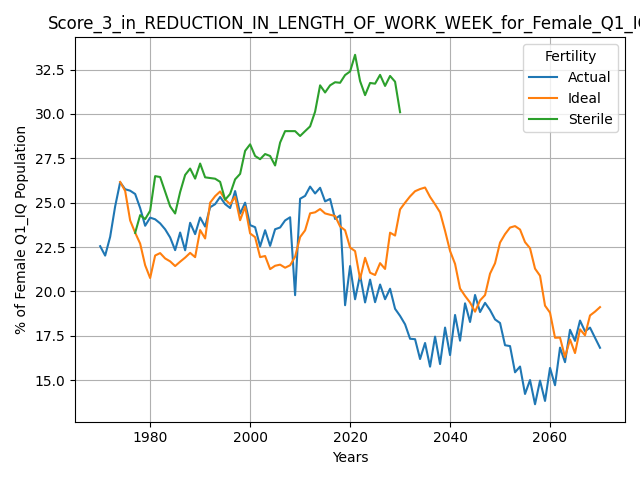 Score_3_in_REDUCTION_IN_LENGTH_OF_WORK_WEEK_for_Female_Q1_IQ
Fertility
Actual
Ideal
Sterile
% of Female Q1_IQ Population
32.5
30.0
27.5
25.0
22.5
20.0
17.5
15.0
1980
2000
2020
2040
2060
Years